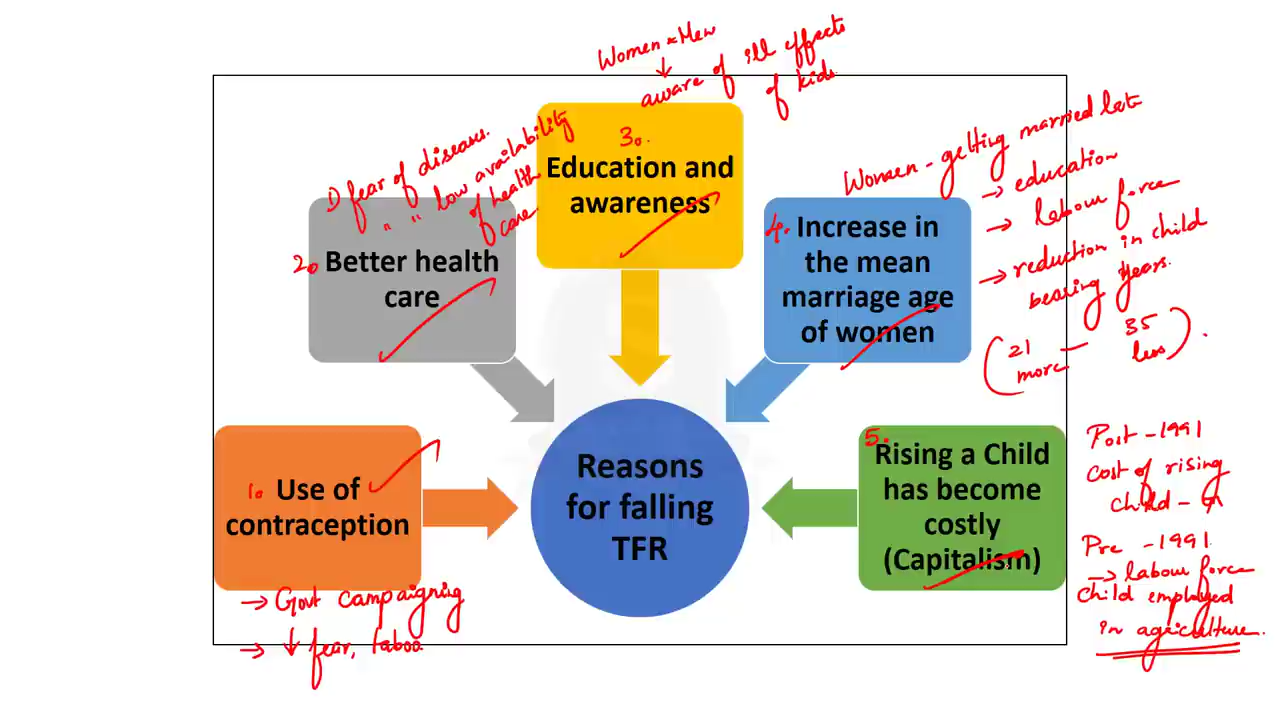 Women & Men
↓
aware of ill effects
of kids
1) fear of disease.
" " low availability
of health
care
3.
Education and
awareness
2.
Better health
care
Women - getting married late
→ education
→ labour force
→ reduction in child
bearing years.
(21 - 35
more less).
4.
Increase in
the mean
marriage age
of women
1.
Use of
contraception
→ Govt campaigning
→ ↓ fear,
Reasons
for falling
TFR
5.
Rising a Child
has become
costly
(Capitalism)
Post - 1991
Cost of rising
child - ↑
Pre - 1991
→ labour force
Child employed
in agriculture.